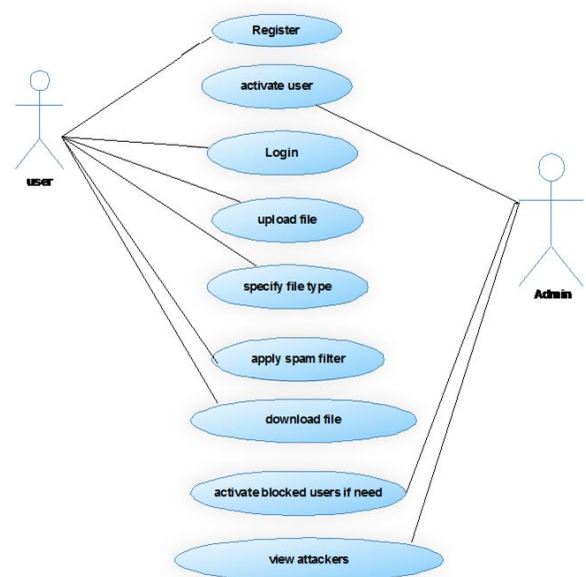 Register
activate user
Login
user
upload file
specify file type
Admin
apply spam filter
download file
activate blocked users if need
view attackers